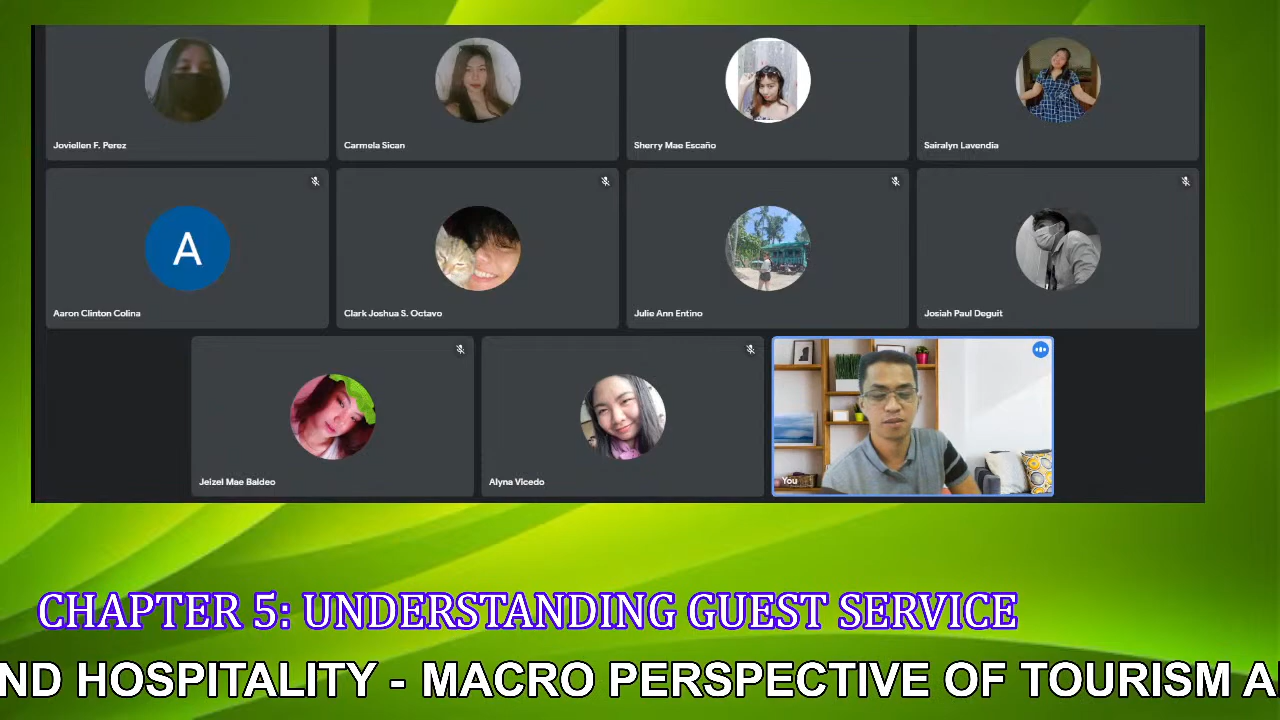 Joviellen F. Perez
Carmela Sican
Sherry Mae Escaño
Sairalyn Lavendia
A
Aaron Clinton Colina
Clark Joshua S. Octavo
Julie Ann Entino
Josiah Paul Deguit
Jeizel Mae Baldeo
Alyna Vicedo
You
CHAPTER 5: UNDERSTANDING GUEST SERVICE
ND HOSPITALITY - MACRO PERSPECTIVE OF TOURISM A